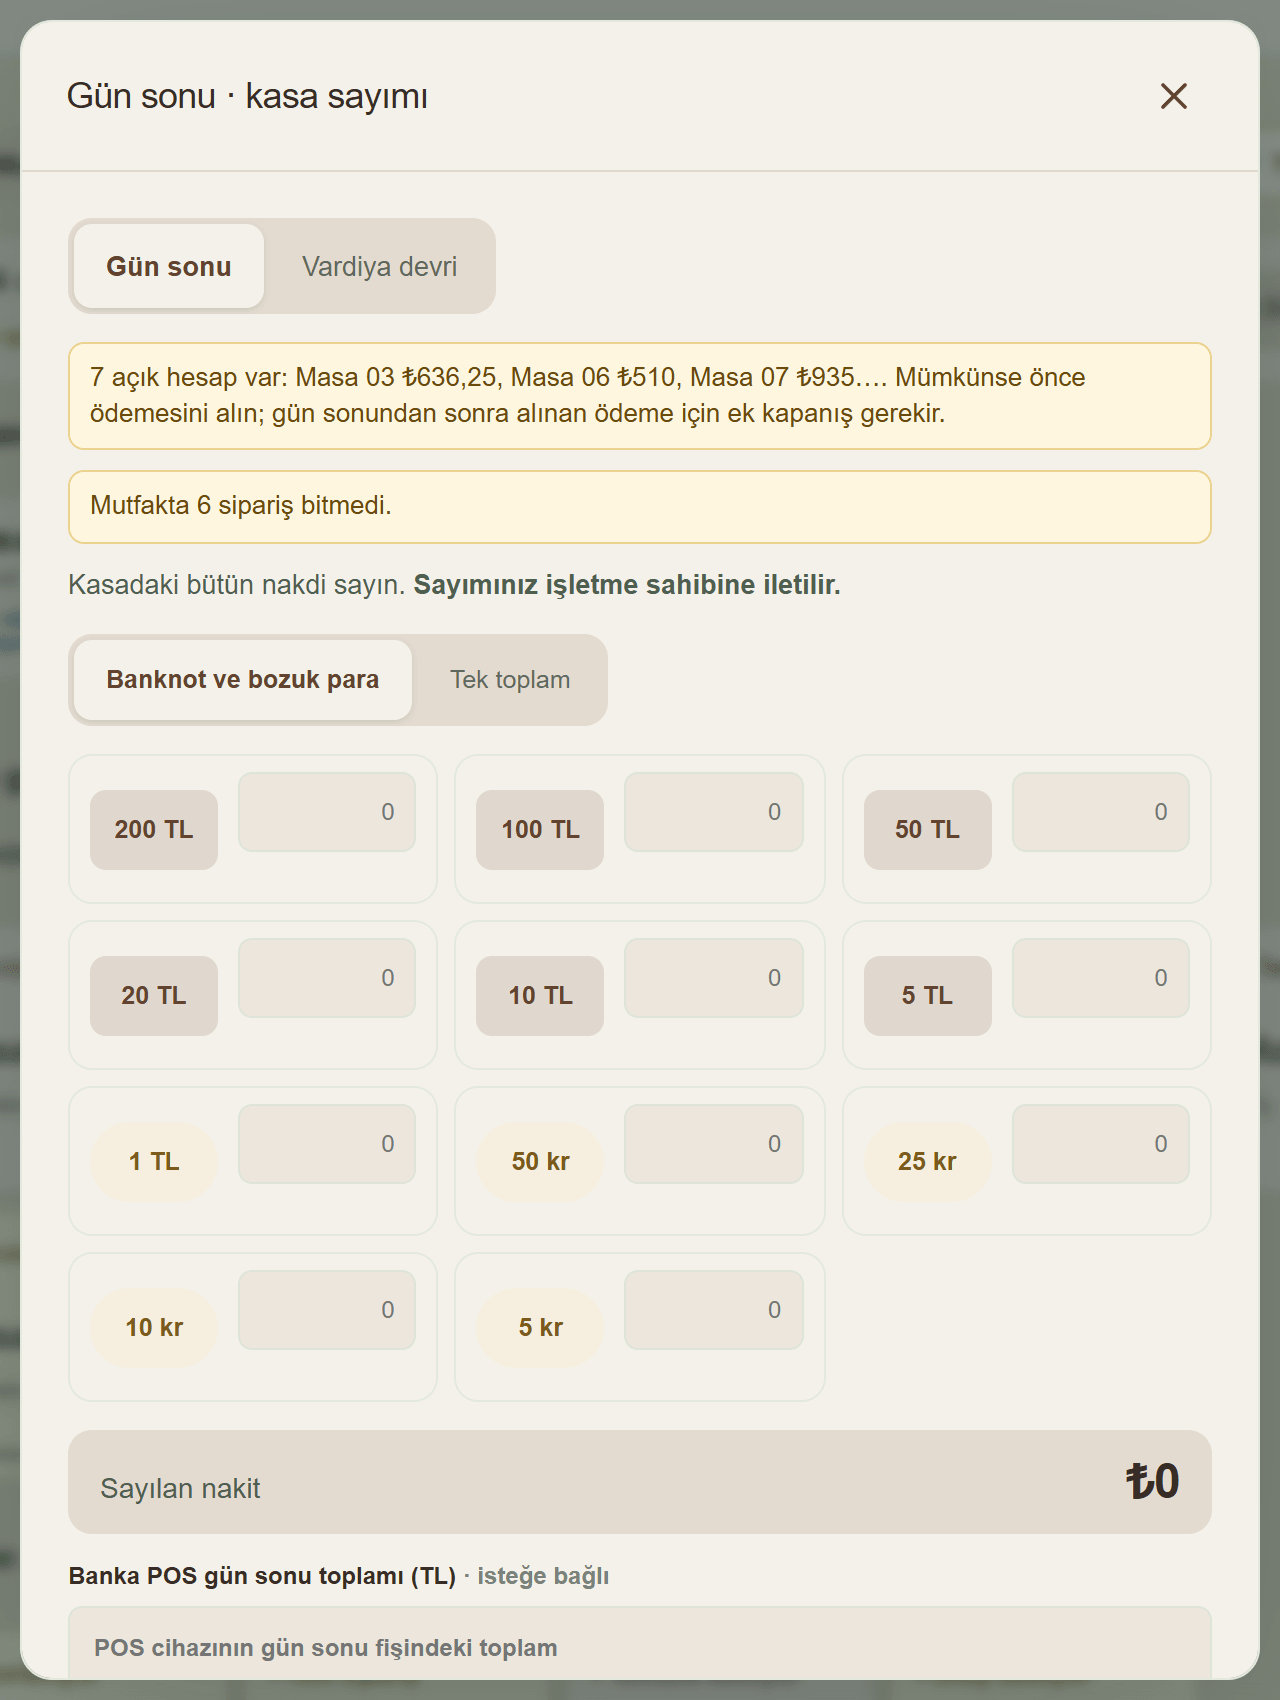 Gün sonu · kasa sayımı
Gün sonu
Vardiya devri
7 açık hesap var: Masa 03 ₺636,25, Masa 06 ₺510, Masa 07 ₺935…. Mümkünse önce
ödemesini alın; gün sonundan sonra alınan ödeme için ek kapanış gerekir.
Mutfakta 6 sipariş bitmedi.
Kasadaki bütün nakdi sayın. Sayımınız işletme sahibine iletilir.
Banknot ve bozuk para
Tek toplam
200 TL 0
100 TL 0
50 TL 0
20 TL 0
10 TL 0
5 TL 0
1 TL 0
50 kr 0
25 kr 0
10 kr 0
5 kr 0
Sayılan nakit ₺0
Banka POS gün sonu toplamı (TL) · isteğe bağlı
POS cihazının gün sonu fişindeki toplam